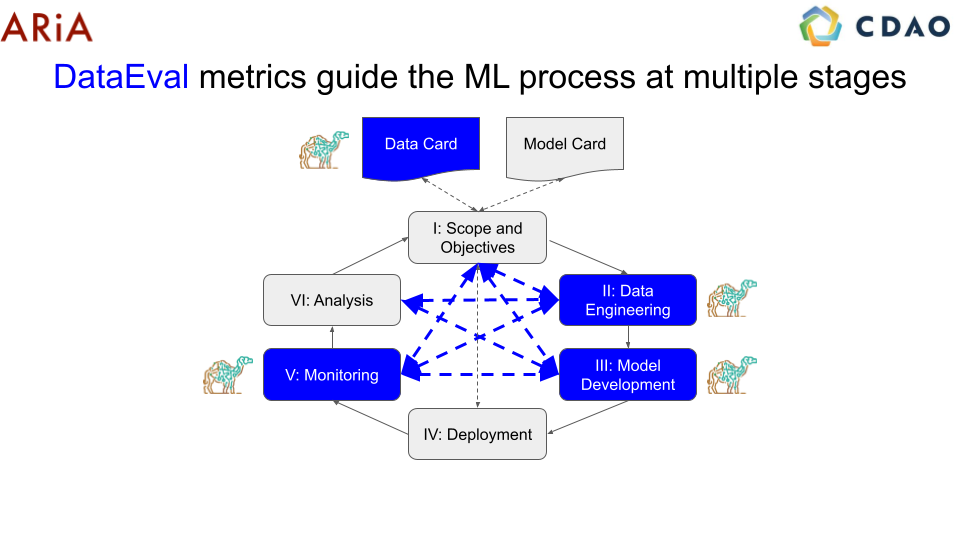 ARiA
CDAO
DataEval metrics guide the ML process at multiple stages
Data Card
Model Card
I: Scope and
Objectives
VI: Analysis
II: Data
Engineering
V: Monitoring
III: Model
Development
IV: Deployment